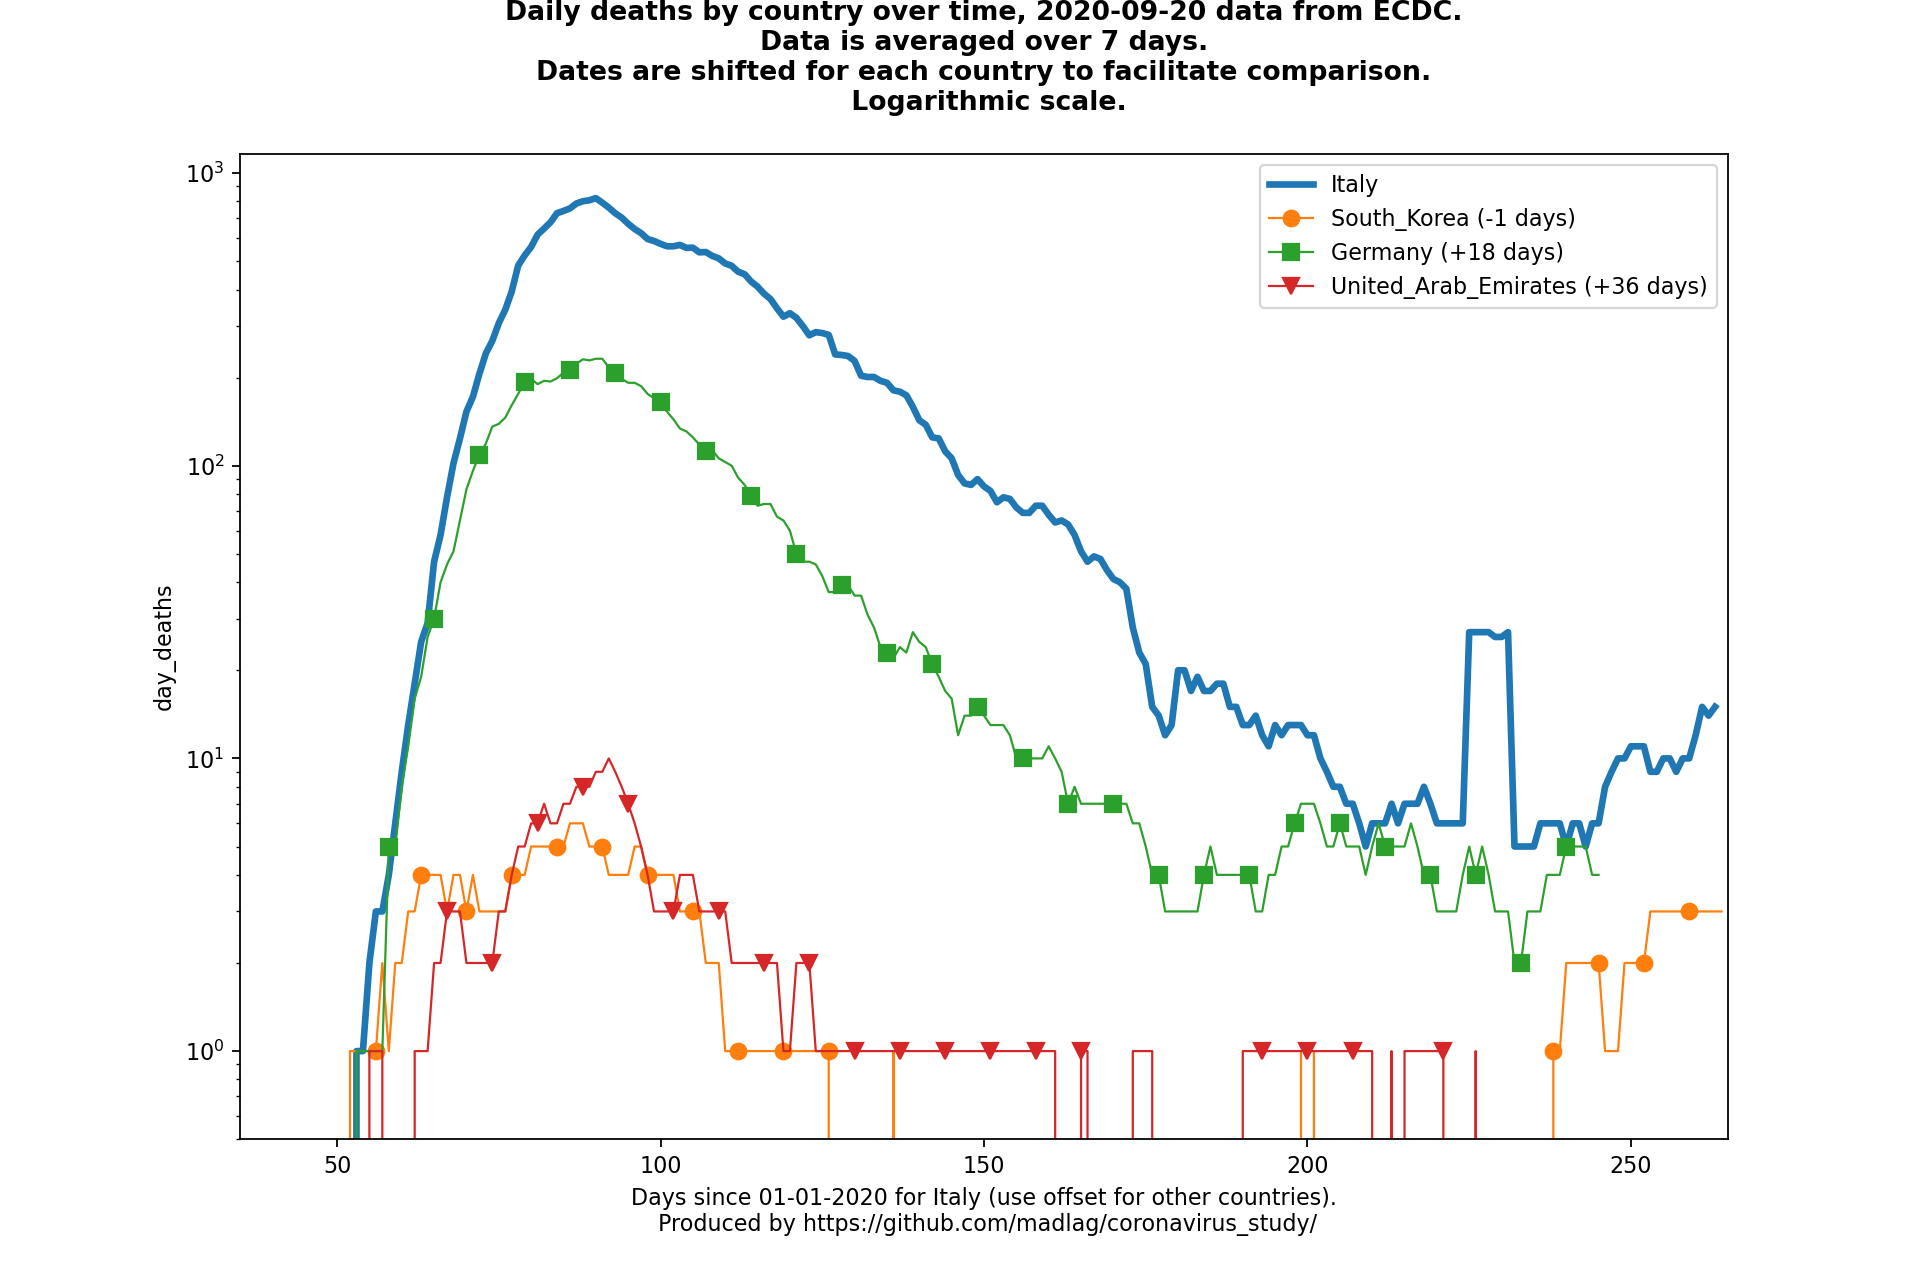 Daily deaths by country over time, 2020-09-20 data from ECDC.
Data is averaged over 7 days.
Dates are shifted for each country to facilitate comparison.
Logarithmic scale.
10³
10²
10¹
10⁰
day_deaths
Italy
South_Korea (-1 days)
Germany (+18 days)
United_Arab_Emirates (+36 days)
50 100 150 200 250
Days since 01-01-2020 for Italy (use offset for other countries).
Produced by https://github.com/madlag/coronavirus_study/